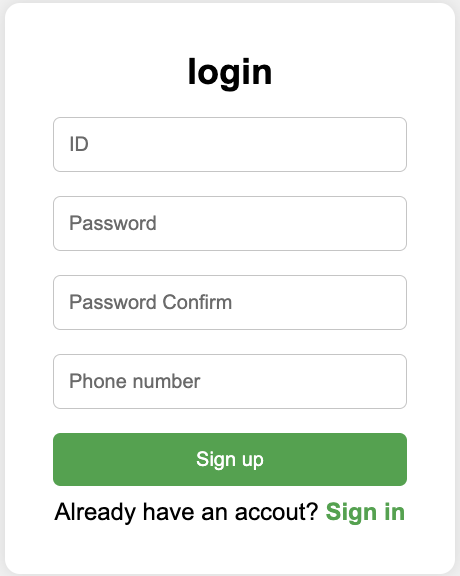 login
ID
Password
Password Confirm
Phone number
Sign up
Already have an accout? Sign in